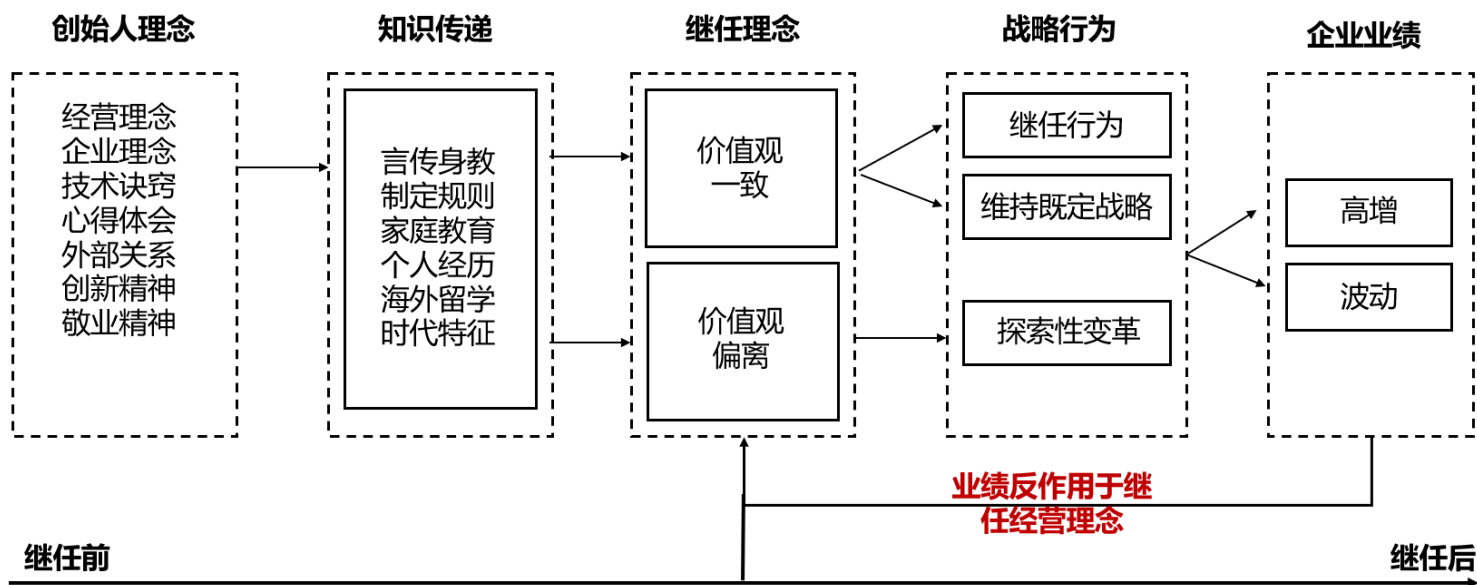 创始人理念
知识传递
继任理念
战略行为
企业业绩
经营理念
企业理念
技术诀窍
心得体会
外部关系
创新精神
敬业精神
言传身教
制定规则
家庭教育
个人经历
海外留学
时代特征
价值观
一致
价值观
偏离
继任行为
维持既定战略
探索性变革
高增
波动
业绩反作用于继
任经营理念
继任前
继任后